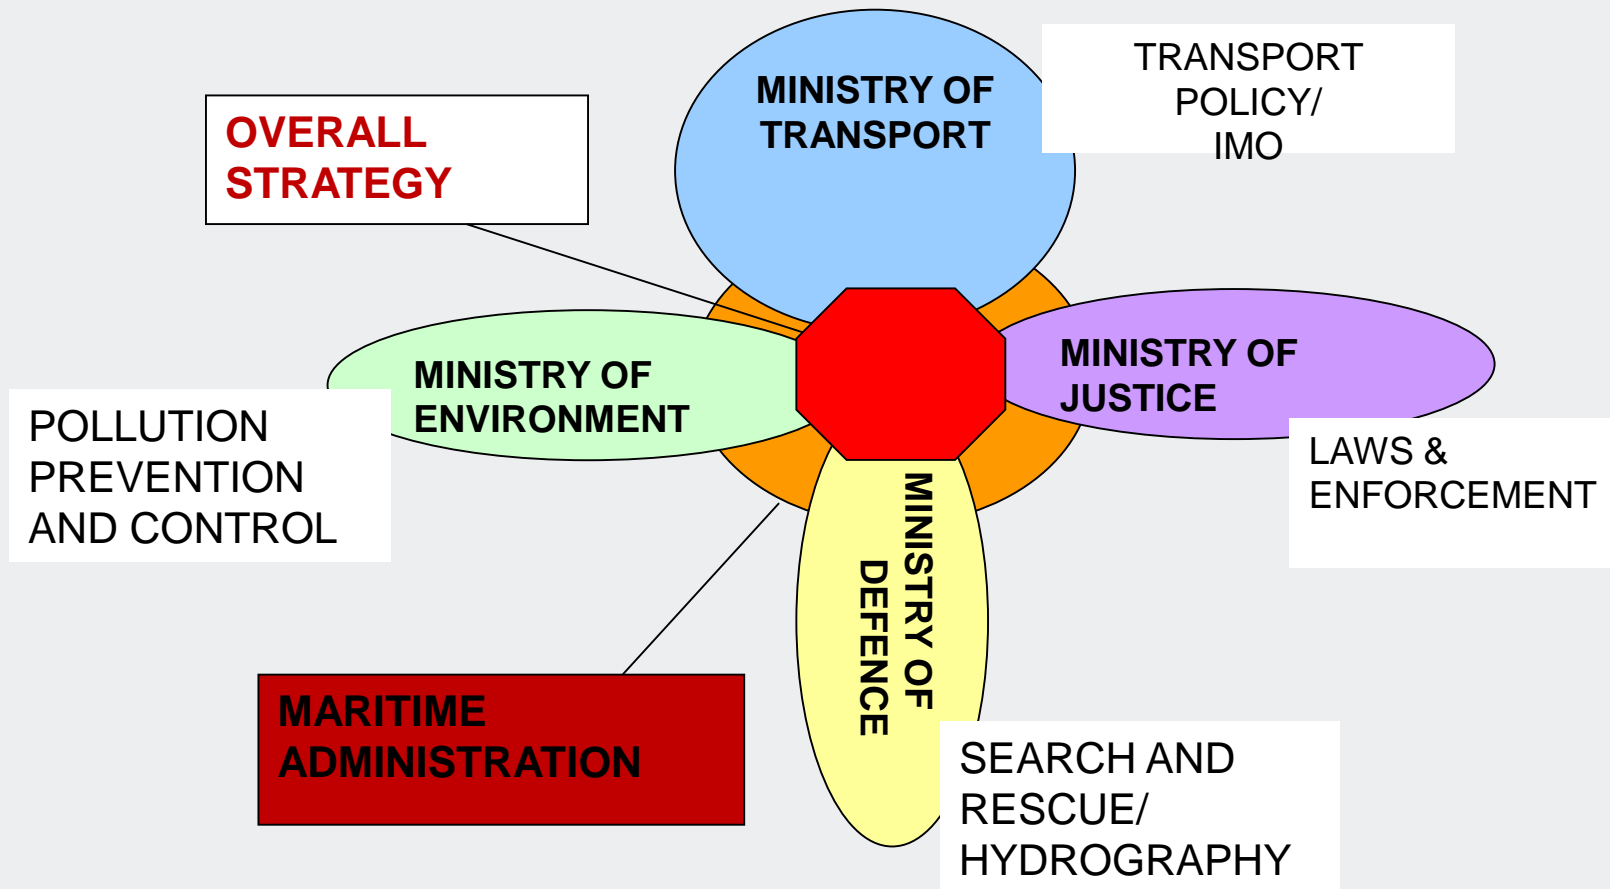 MINISTRY OF
TRANSPORT
TRANSPORT
POLICY/
IMO
OVERALL
STRATEGY
MINISTRY OF
ENVIRONMENT
MINISTRY OF
JUSTICE
POLLUTION
PREVENTION
AND CONTROL
LAWS &
ENFORCEMENT
MINISTRY OF
DEFENCE
MARITIME
ADMINISTRATION
SEARCH AND
RESCUE/
HYDROGRAPHY